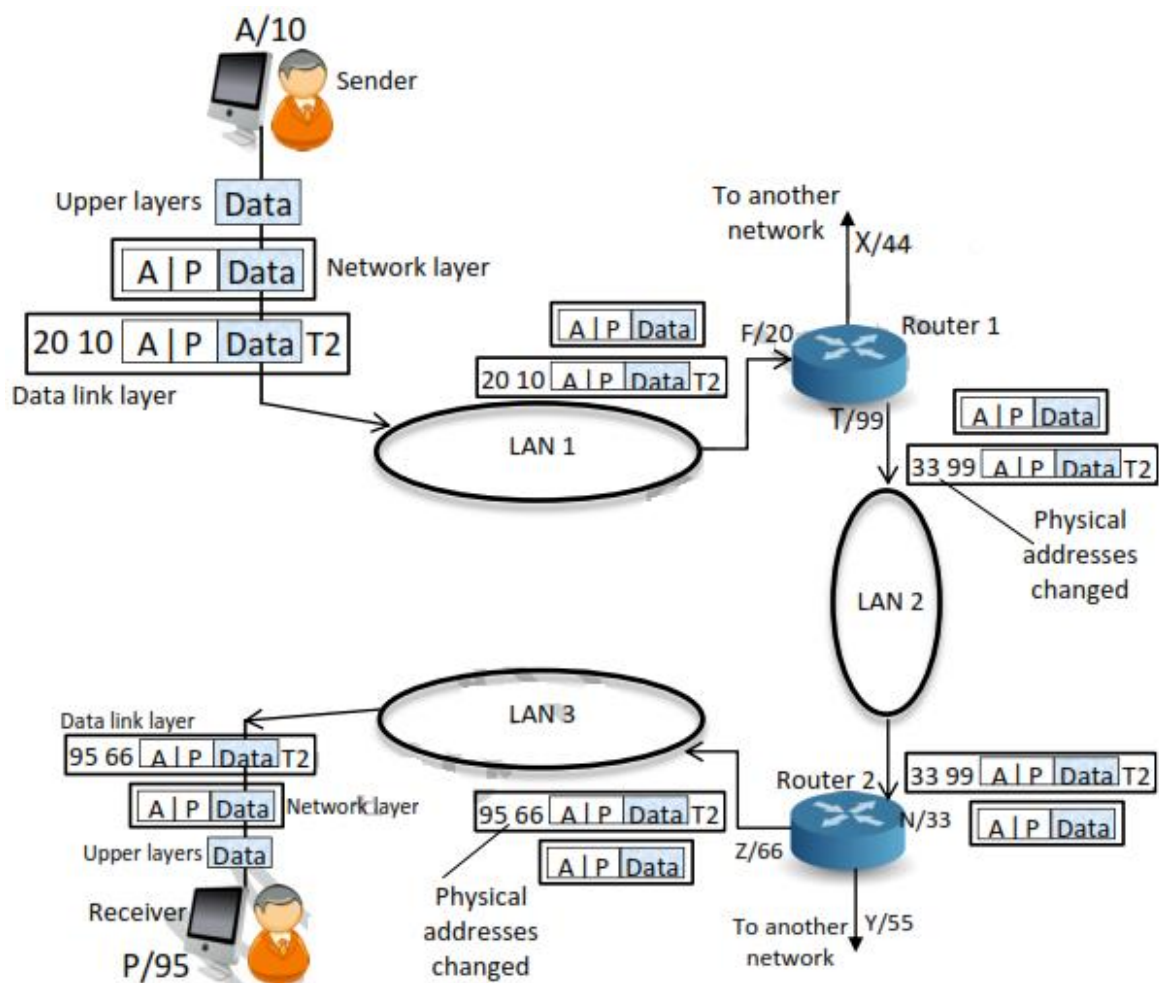 A/10
Sender
Upper layers
Data
A | P Data
Network layer
20 10 A | P Data T2
Data link layer
A | P Data
20 10 A | P Data T2
LAN 1
To another
network
X/44
F/20
Router 1
T/99
A | P Data
33 99 A | P Data T2
Physical
addresses
changed
LAN 2
33 99 A | P Data T2
A | P Data
Router 2
N/33
Z/66
Y/55
To another
network
LAN 3
95 66 A | P Data T2
A | P Data
Physical
addresses
changed
Data link layer
95 66 A | P Data T2
A | P Data
Network layer
Upper layers
Data
Receiver
P/95